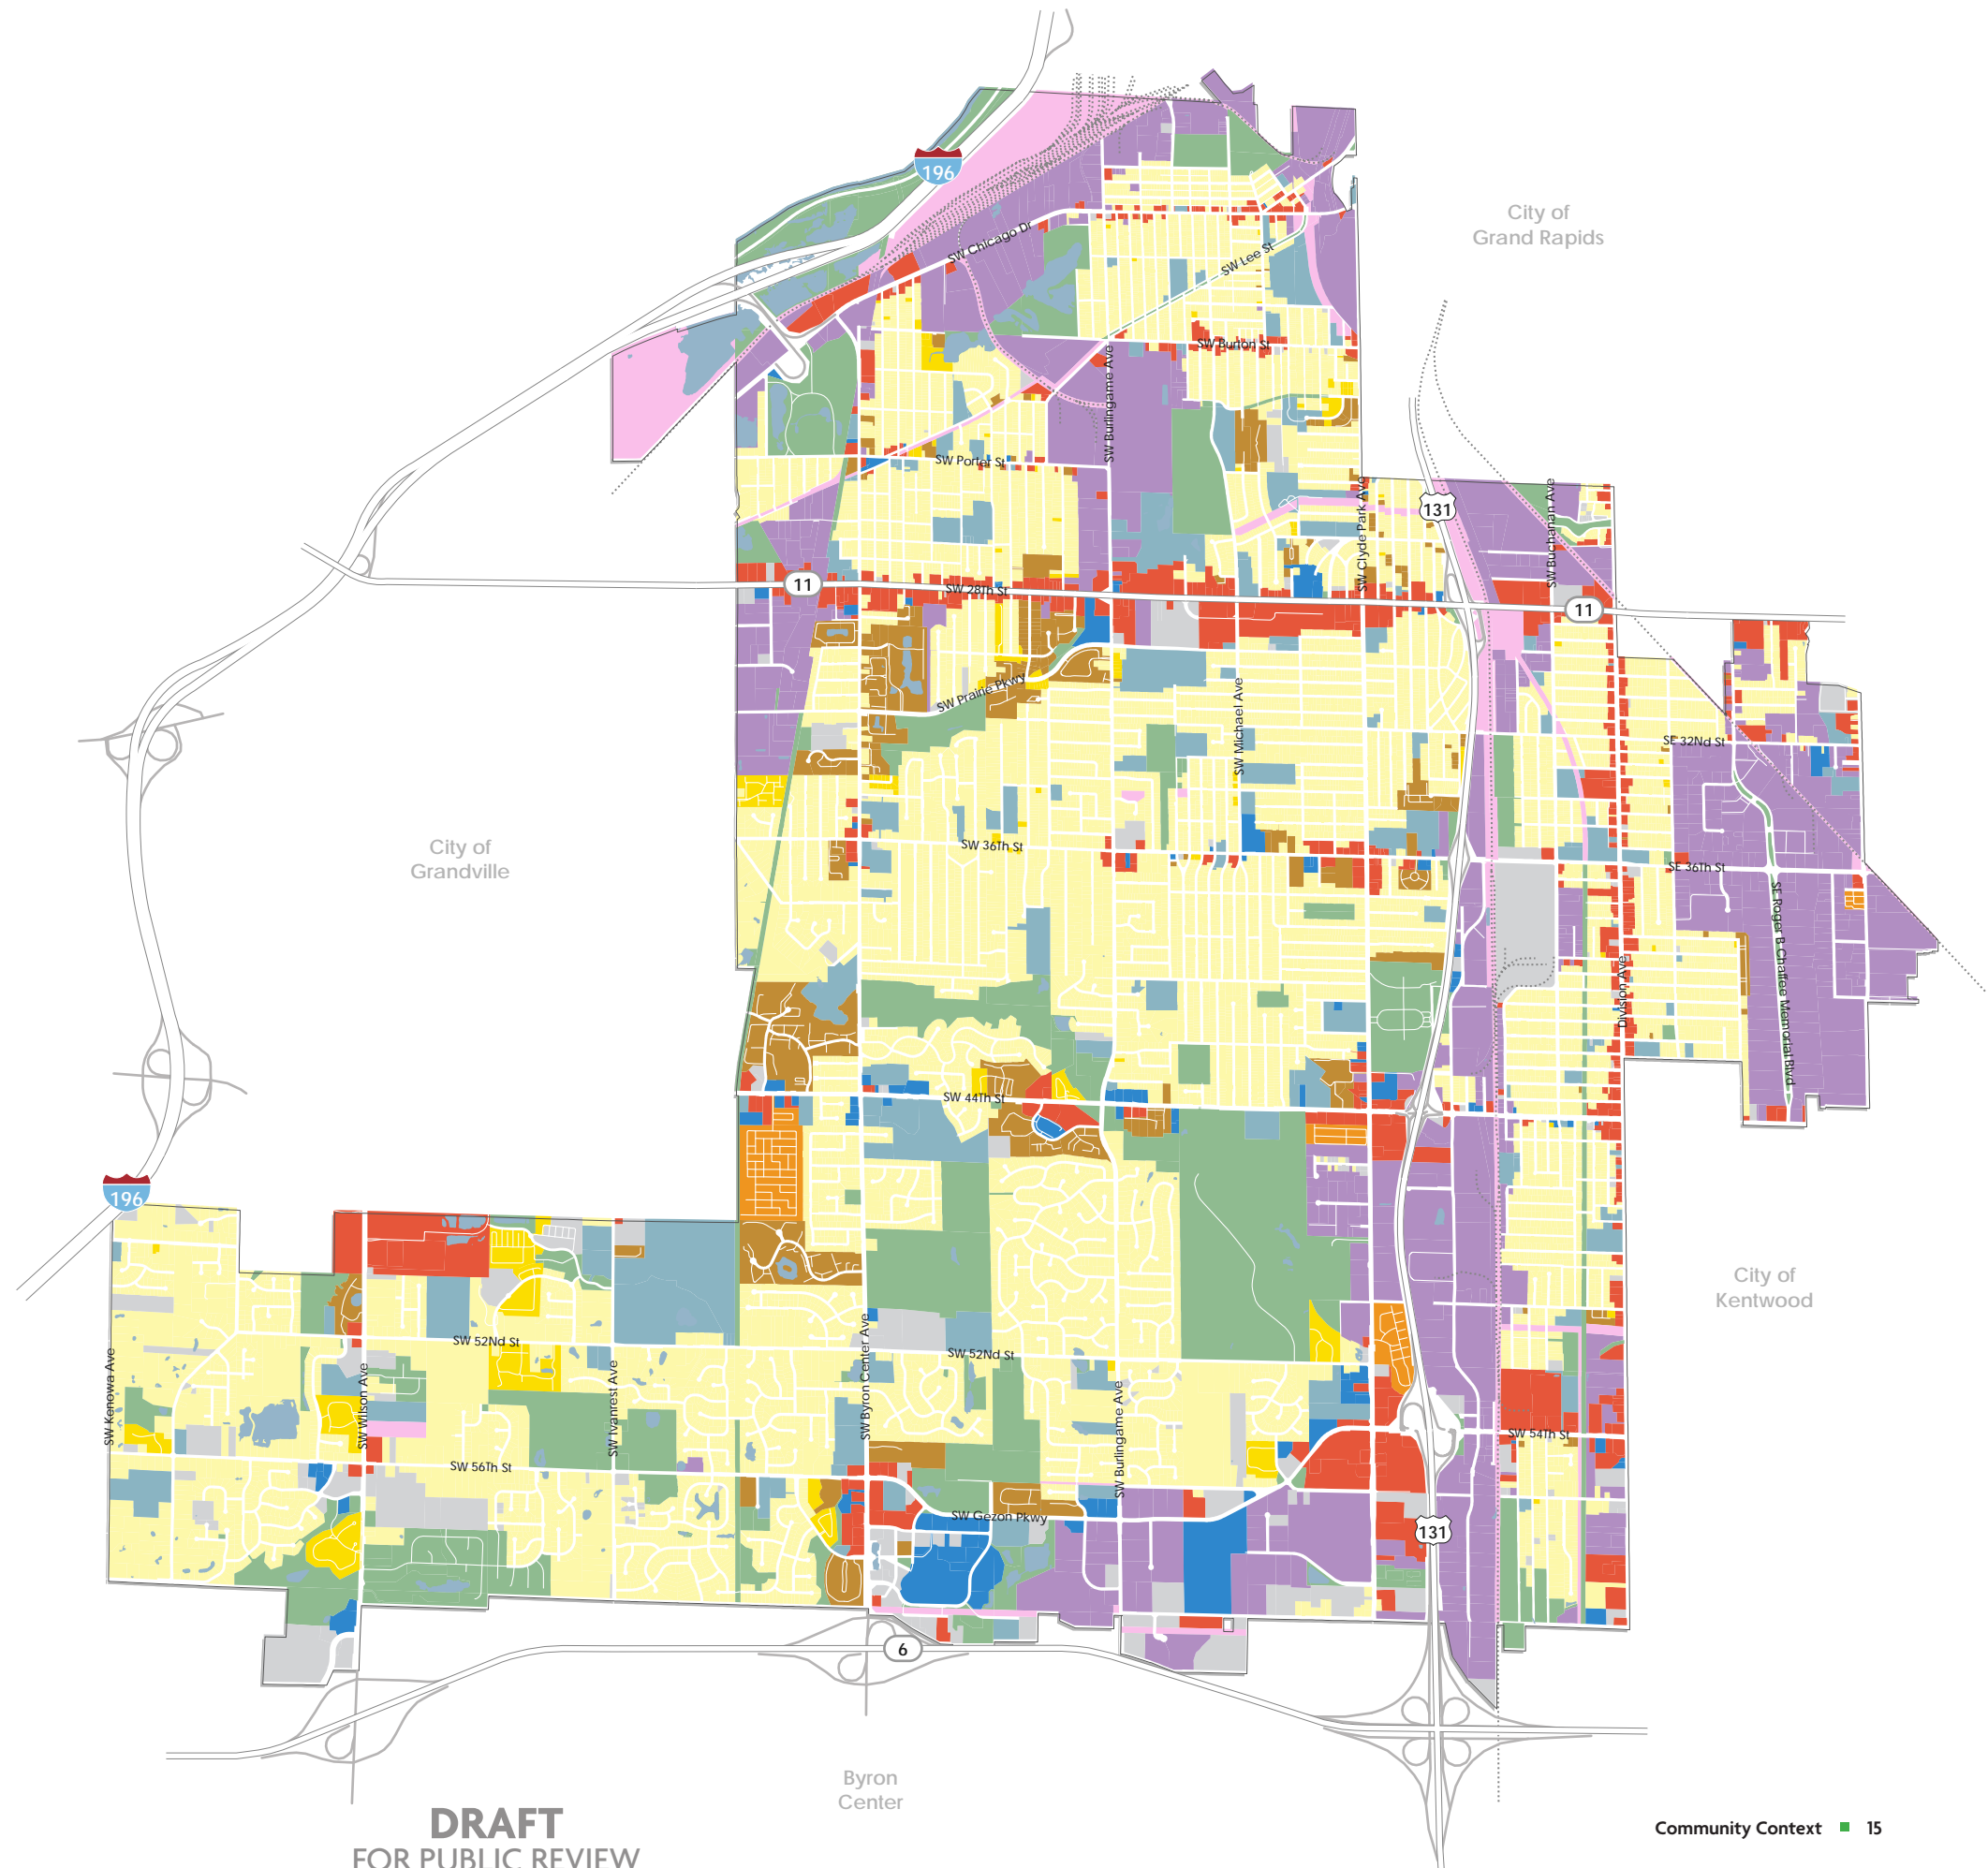 196
City of
Grand Rapids
SW Chicago Dr
SW Lee St
SW Burton St
SW Burlingame Ave
SW Porter St
SW Clyde Park Ave
131
SW Buchanan Ave
11
SW 28Th St
11
SW Prairie Pkwy
SW Michael Ave
SE 32Nd St
City of
Grandville
SW 36Th St
SE 36Th St
SE Roger B Chaffee Memorial Blvd
Division Ave
SW 44Th St
196
City of
Kentwood
SW 52Nd St
SW 52Nd St
SW Kenowa Ave
SW Wilson Ave
SW Ivanrest Ave
SW Byron Center Ave
SW Burlingame Ave
SW 54Th St
SW 56Th St
SW Gezon Pkwy
131
6
Byron
Center
DRAFT
FOR PUBLIC REVIEW
Community Context 15